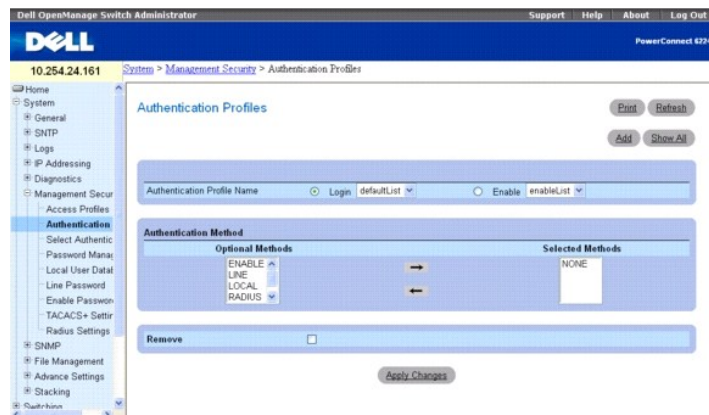 Dell OpenManage Switch Administrator
Support Help About Log Out
DELL
PowerConnect 6224
10.254.24.161
System > Management Security > Authentication Profiles
Home
System
General
SNTP
Logs
IP Addressing
Diagnostics
Management Secur
Access Profiles
Authentication
Select Authentic
Password Manag
Local User Datab
Line Password
Enable Passwor
TACACS+ Settir
Radius Settings
SNMP
File Management
Advance Settings
Stacking
Switching
Authentication Profiles
Print Refresh
Add Show All
Authentication Profile Name Login defaultList Enable enableList
Authentication Method
Optional Methods Selected Methods
ENABLE
LINE
LOCAL
RADIUS
NONE
Remove
Apply Changes